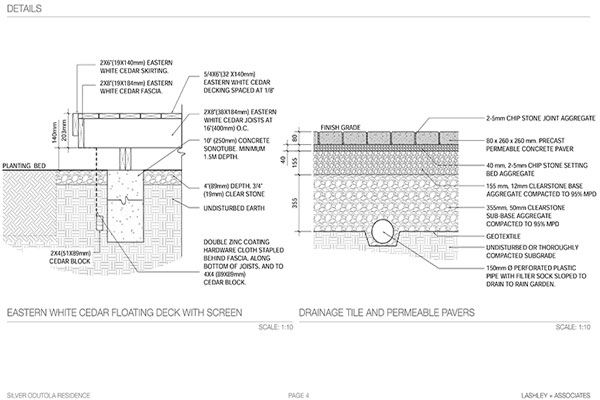 DETAILS
2X6"(19X140mm) EASTERN
WHITE CEDAR SKIRTING.
2X8"(19X184mm) EASTERN
WHITE CEDAR FASCIA.
140mm
203mm
PLANTING BED
2X4(51X89mm)
CEDAR BLOCK
5/4X6"(32 X140mm)
EASTERN WHITE CEDAR
DECKING SPACED AT 1/8"
2X8"(38X184mm) EASTERN
WHITE CEDAR JOISTS AT
16'(400mm) O.C.
10' (250mm) CONCRETE
SONOTUBE. MINIMUM
1.5M DEPTH.
4"(89mm) DEPTH. 3/4"
(19mm) CLEAR STONE
UNDISTURBED EARTH
DOUBLE ZINC COATING
HARDWARE CLOTH STAPLED
BEHIND FASCIA, ALONG
BOTTOM OF JOISTS, AND TO
4X4 (89X89mm)
CEDAR BLOCK.
EASTERN WHITE CEDAR FLOATING DECK WITH SCREEN
SCALE: 1:10
FINISH GRADE
80
40
155
355
2-5mm CHIP STONE JOINT AGGREGATE
80 x 260 x 260 mm. PRECAST
PERMEABLE CONCRETE PAVER
40 mm, 2-5mm CHIP STONE SETTING
BED AGGREGATE
155 mm, 12mm CLEARSTONE BASE
AGGREGATE COMPACTED TO 95% MPD
355mm, 50mm CLEARSTONE
SUB-BASE AGGREGATE
COMPACTED TO 95% MPD
GEOTEXTILE
UNDISTURBED OR THOROUGHLY
COMPACTED SUBGRADE
150mm Ø PERFORATED PLASTIC
PIPE WITH FILTER SOCK SLOPED TO
DRAIN TO RAIN GARDEN.
DRAINAGE TILE AND PERMEABLE PAVERS
SCALE: 1:10
SILVER ODUTOLA RESIDENCE
PAGE 4
LASHLEY + ASSOCIATES